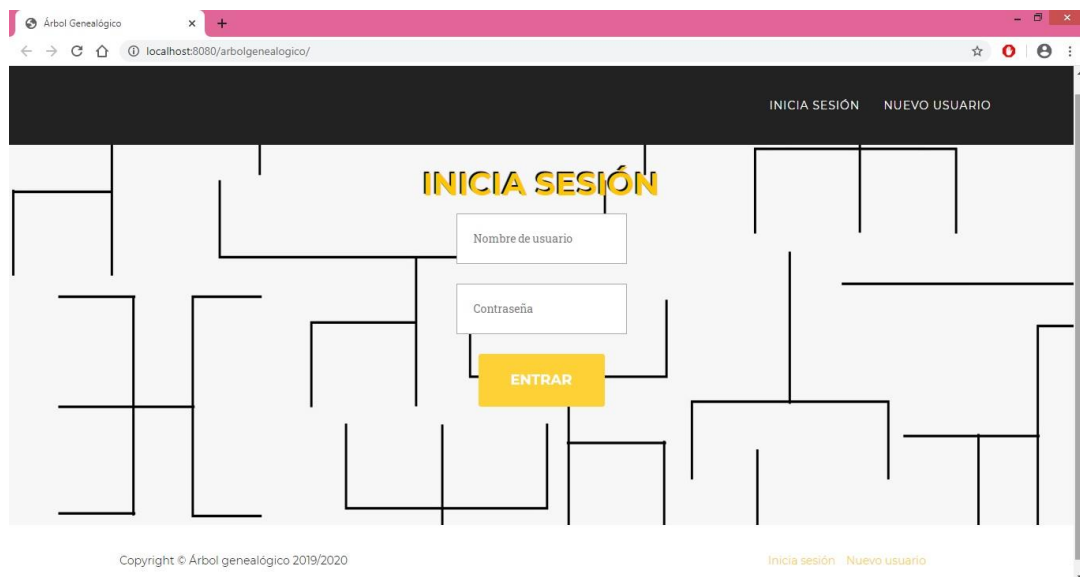 Árbol Genealógico
localhost:8080/arbolgenealogico/
INICIA SESIÓN NUEVO USUARIO
INICIA SESIÓN
Nombre de usuario
Contraseña
ENTRAR
Copyright © Árbol genealógico 2019/2020
Inicia sesión Nuevo usuario